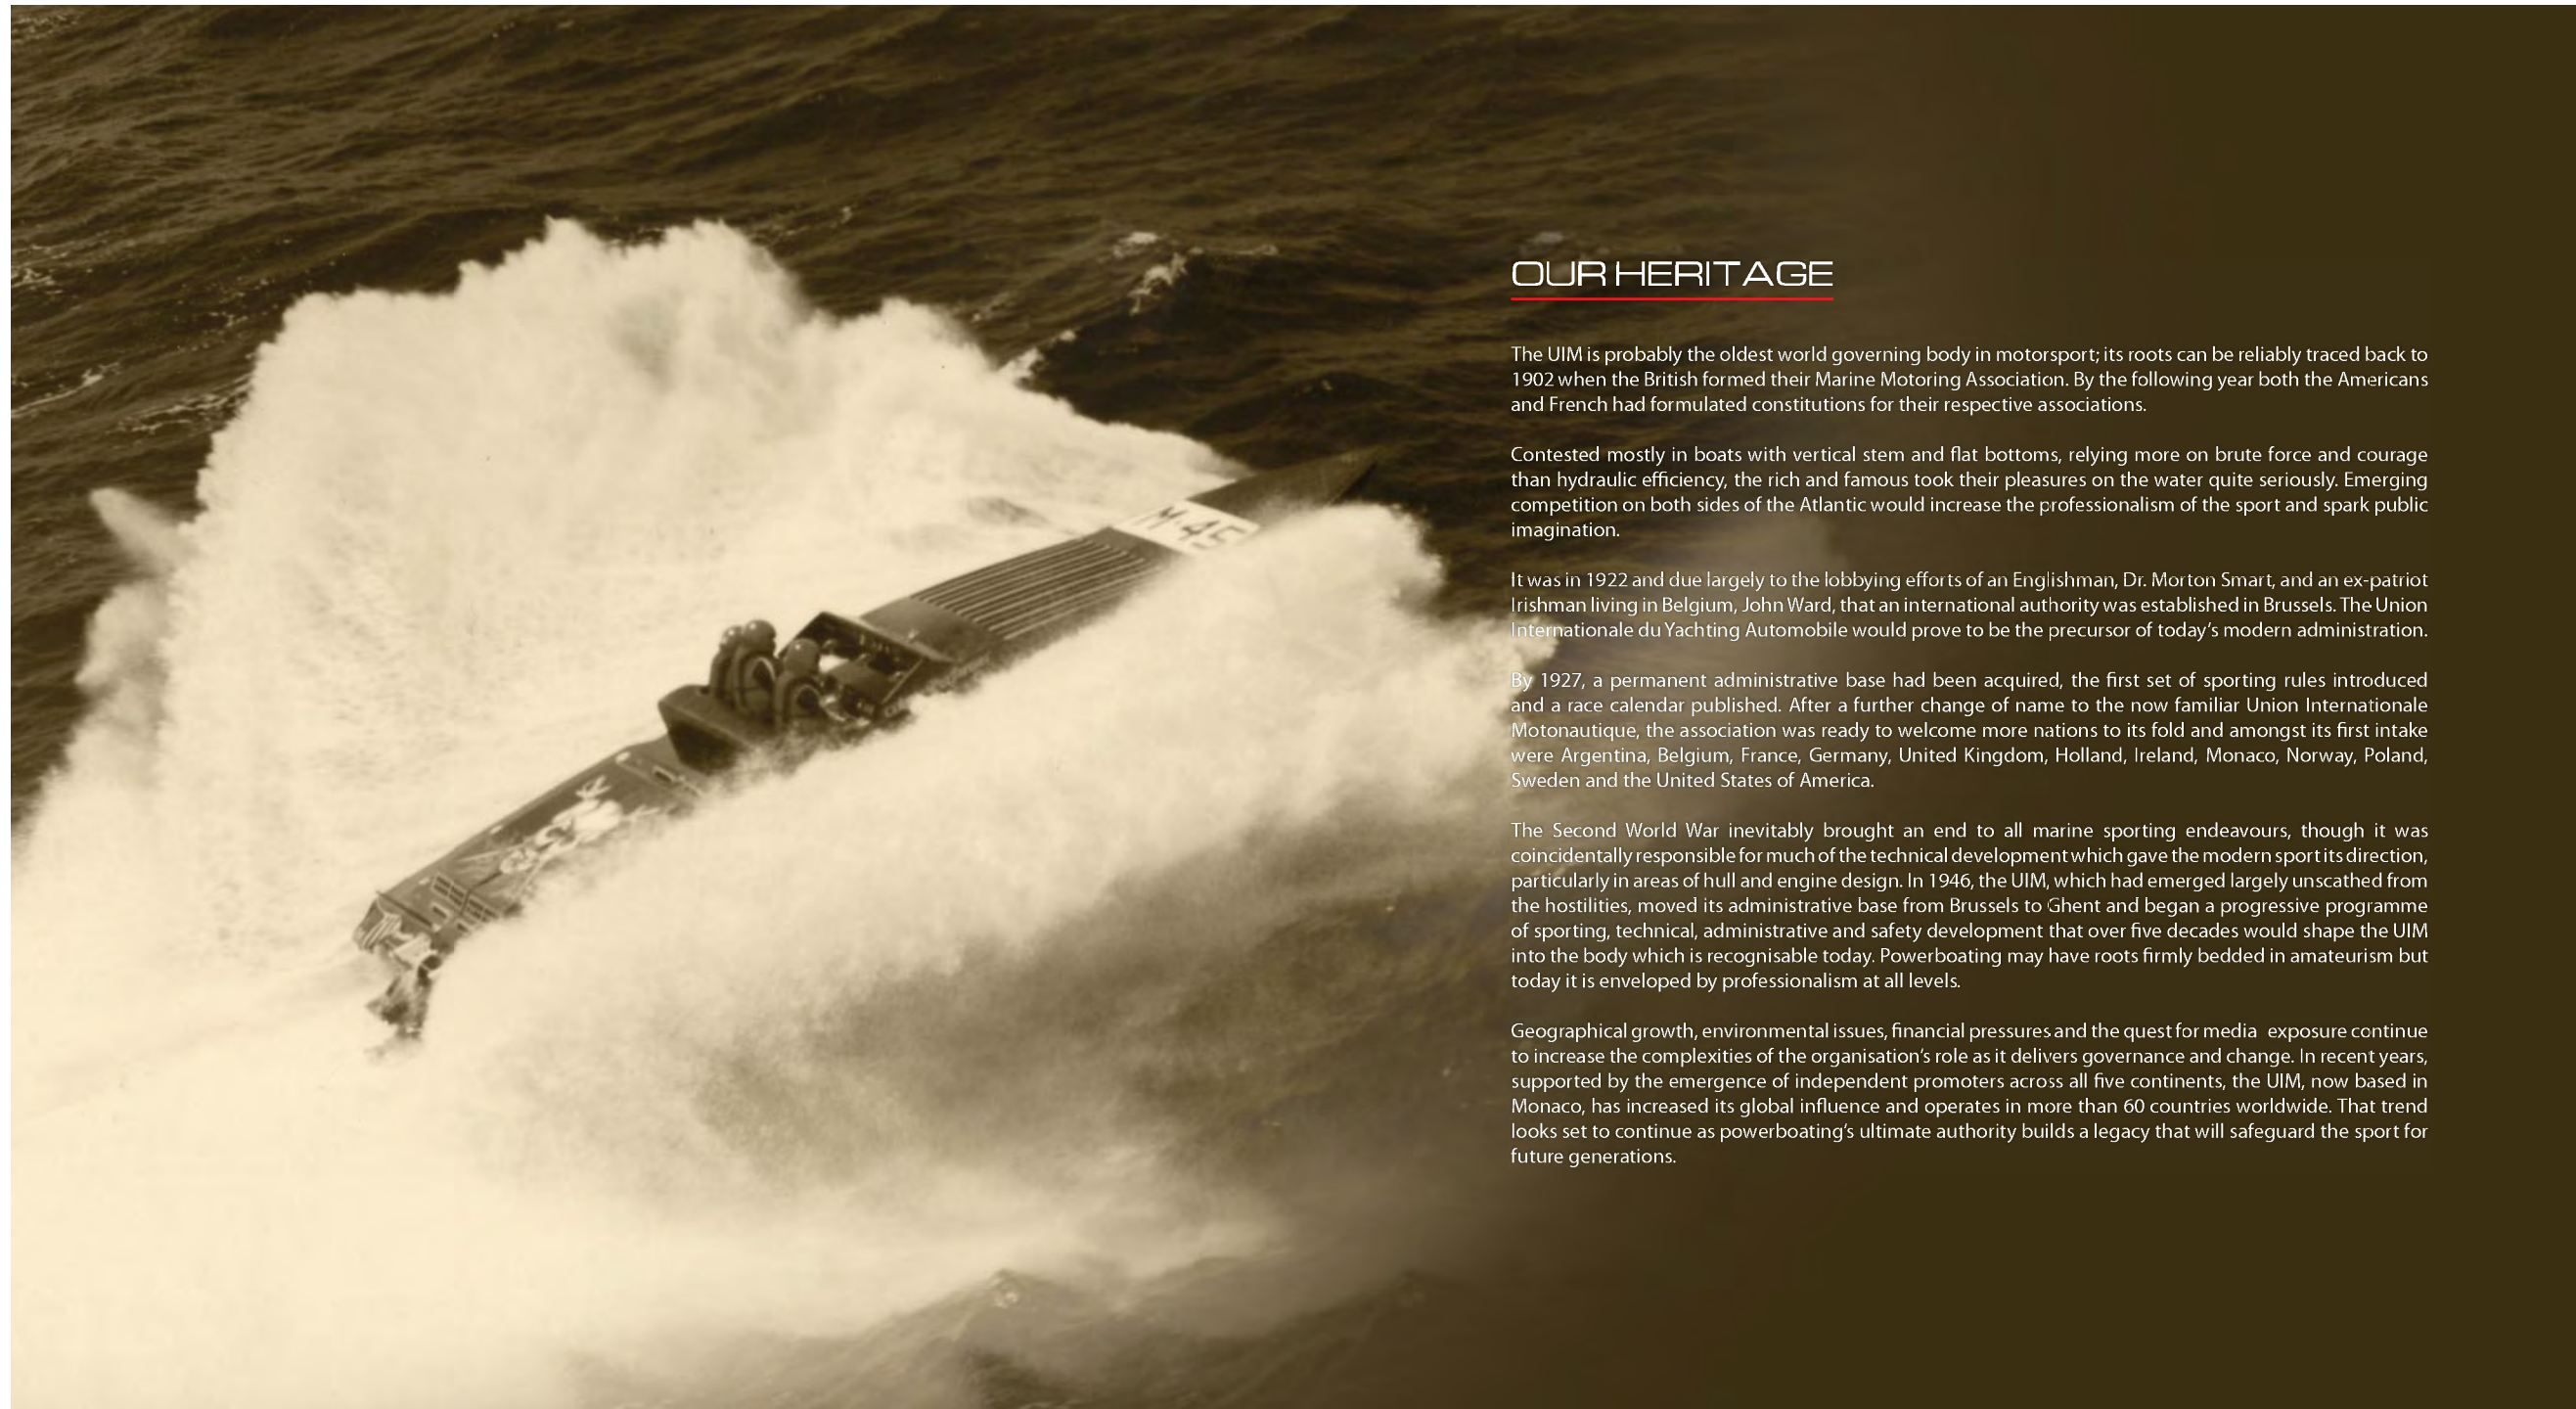 OUR HERITAGE
The UIM is probably the oldest world governing body in motorsport; its roots can be reliably traced back to
1902 when the British formed their Marine Motoring Association. By the following year both the Americans
and French had formulated constitutions for their respective associations.
Contested mostly in boats with vertical stem and flat bottoms, relying more on brute force and courage
than hydraulic efficiency, the rich and famous took their pleasures on the water quite seriously. Emerging
competition on both sides of the Atlantic would increase the professionalism of the sport and spark public
imagination.
It was in 1922 and due largely to the lobbying efforts of an Englishman, Dr. Morton Smart, and an ex-patriot
Irishman living in Belgium, John Ward, that an international authority was established in Brussels. The Union
Internationale du Yachting Automobile would prove to be the precursor of today's modern administration.
By 1927, a permanent administrative base had been acquired, the first set of sporting rules introduced
and a race calendar published. After a further change of name to the now familiar Union Internationale
Motonautique, the association was ready to welcome more nations to its fold and amongst its first intake
were Argentina, Belgium, France, Germany, United Kingdom, Holland, Ireland, Monaco, Norway, Poland,
Sweden and the United States of America.
The Second World War inevitably brought an end to all marine sporting endeavours, though it was
coincidentally responsible for much of the technical development which gave the modern sport its direction,
particularly in areas of hull and engine design. In 1946, the UIM, which had emerged largely unscathed from
the hostilities, moved its administrative base from Brussels to Ghent and began a progressive programme
of sporting, technical, administrative and safety development that over five decades would shape the UIM
into the body which is recognisable today. Powerboating may have roots firmly bedded in amateurism but
today it is enveloped by professionalism at all levels.
Geographical growth, environmental issues, financial pressures and the quest for media exposure continue
to increase the complexities of the organisation's role as it delivers governance and change. In recent years,
supported by the emergence of independent promoters across all five continents, the UIM, now based in
Monaco, has increased its global influence and operates in more than 60 countries worldwide. That trend
looks set to continue as powerboating's ultimate authority builds a legacy that will safeguard the sport for
future generations.
M-45